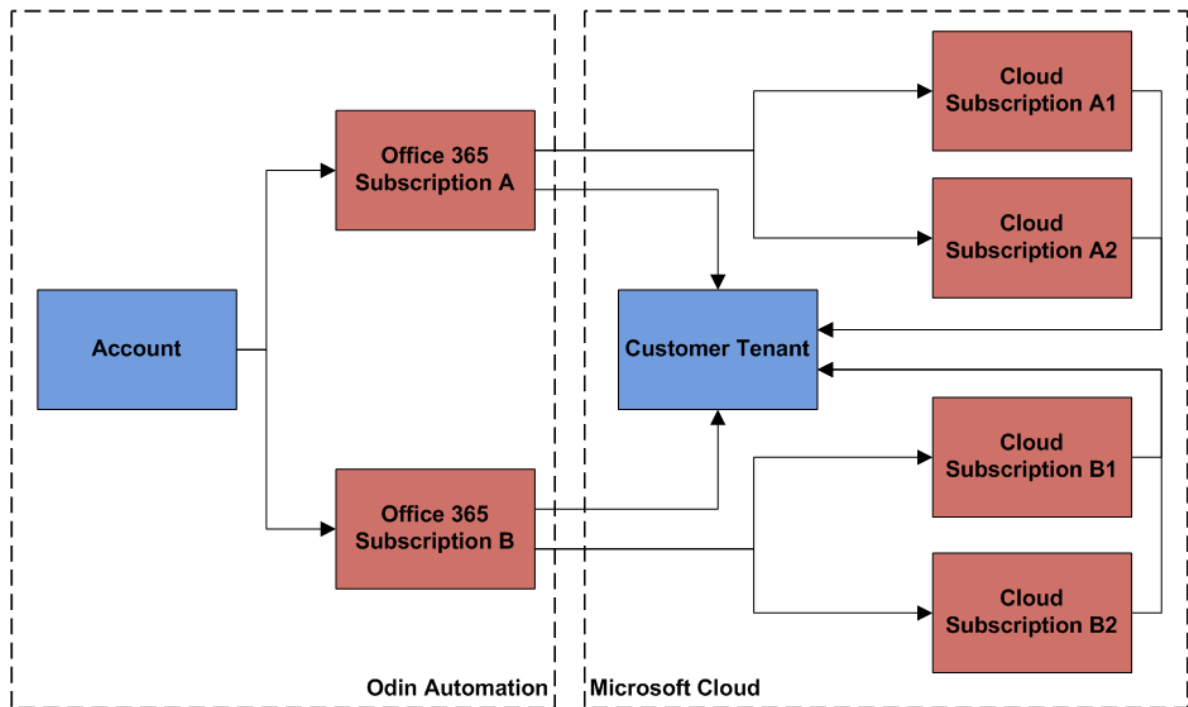 Account
Office 365
Subscription A
Office 365
Subscription B
Odin Automation
Customer Tenant
Cloud
Subscription A1
Cloud
Subscription A2
Cloud
Subscription B1
Cloud
Subscription B2
Microsoft Cloud